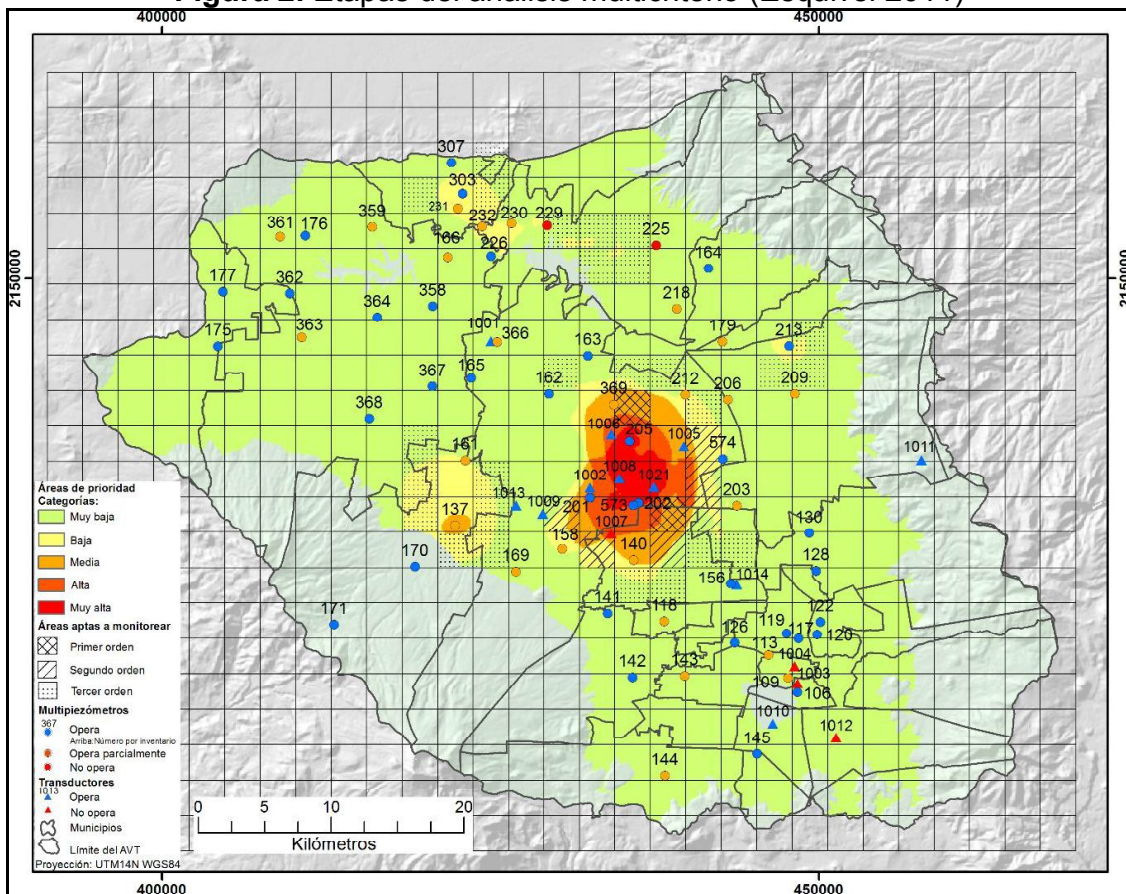 Figura 2. Etapas del análisis multicriterio (Esquivel 2011)
400000 450000
2150000 2150000
307
303
231
232 230 229
361 176 359
166 226 225
164
177 362
218
364 358
1001 366
363 179
175 163 213
165
367 162
369 212 206 209
368
1006 205 1005
574
161 1011
1008
1002 1021
1013 1009 201 573 202 203
137 1007
158 140 130
170 169 128
156 1014
141
171 118 122
119 117
126 120
113 1004
142 143 109 1003
106
1010
1012
145
144
Áreas de prioridad
Categorias:
Muy baja
Baja
Media
Alta
Muy alta
Áreas aptas a monitorear
Primer orden
Segundo orden
Tercer orden
Multipiezómetros
367 Opera
Arriba:Número por inventario
Opera parcialmente
No opera
Transductores
1013 Opera
No opera
Municipios
Límite del AVT
Proyección: UTM14N WGS84
0 5 10 20
Kilómetros
400000 450000